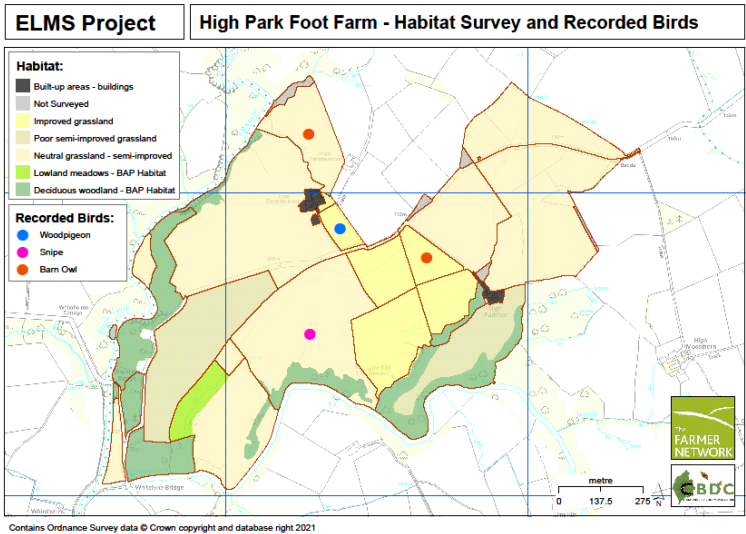 ELMS Project
High Park Foot Farm - Habitat Survey and Recorded Birds
Habitat:
Built-up areas - buildings
Not Surveyed
Improved grassland
Poor semi-improved grassland
Neutral grassland - semi-improved
Lowland meadows - BAP Habitat
Deciduous woodland - BAP Habitat
Recorded Birds:
Woodpigeon
Snipe
Barn Owl
High
Whitelyne Bridge
The
FARMER
NETWORK
CBDC
metre
0 137.5 275
N
Contains Ordnance Survey data © Crown copyright and database right 2021